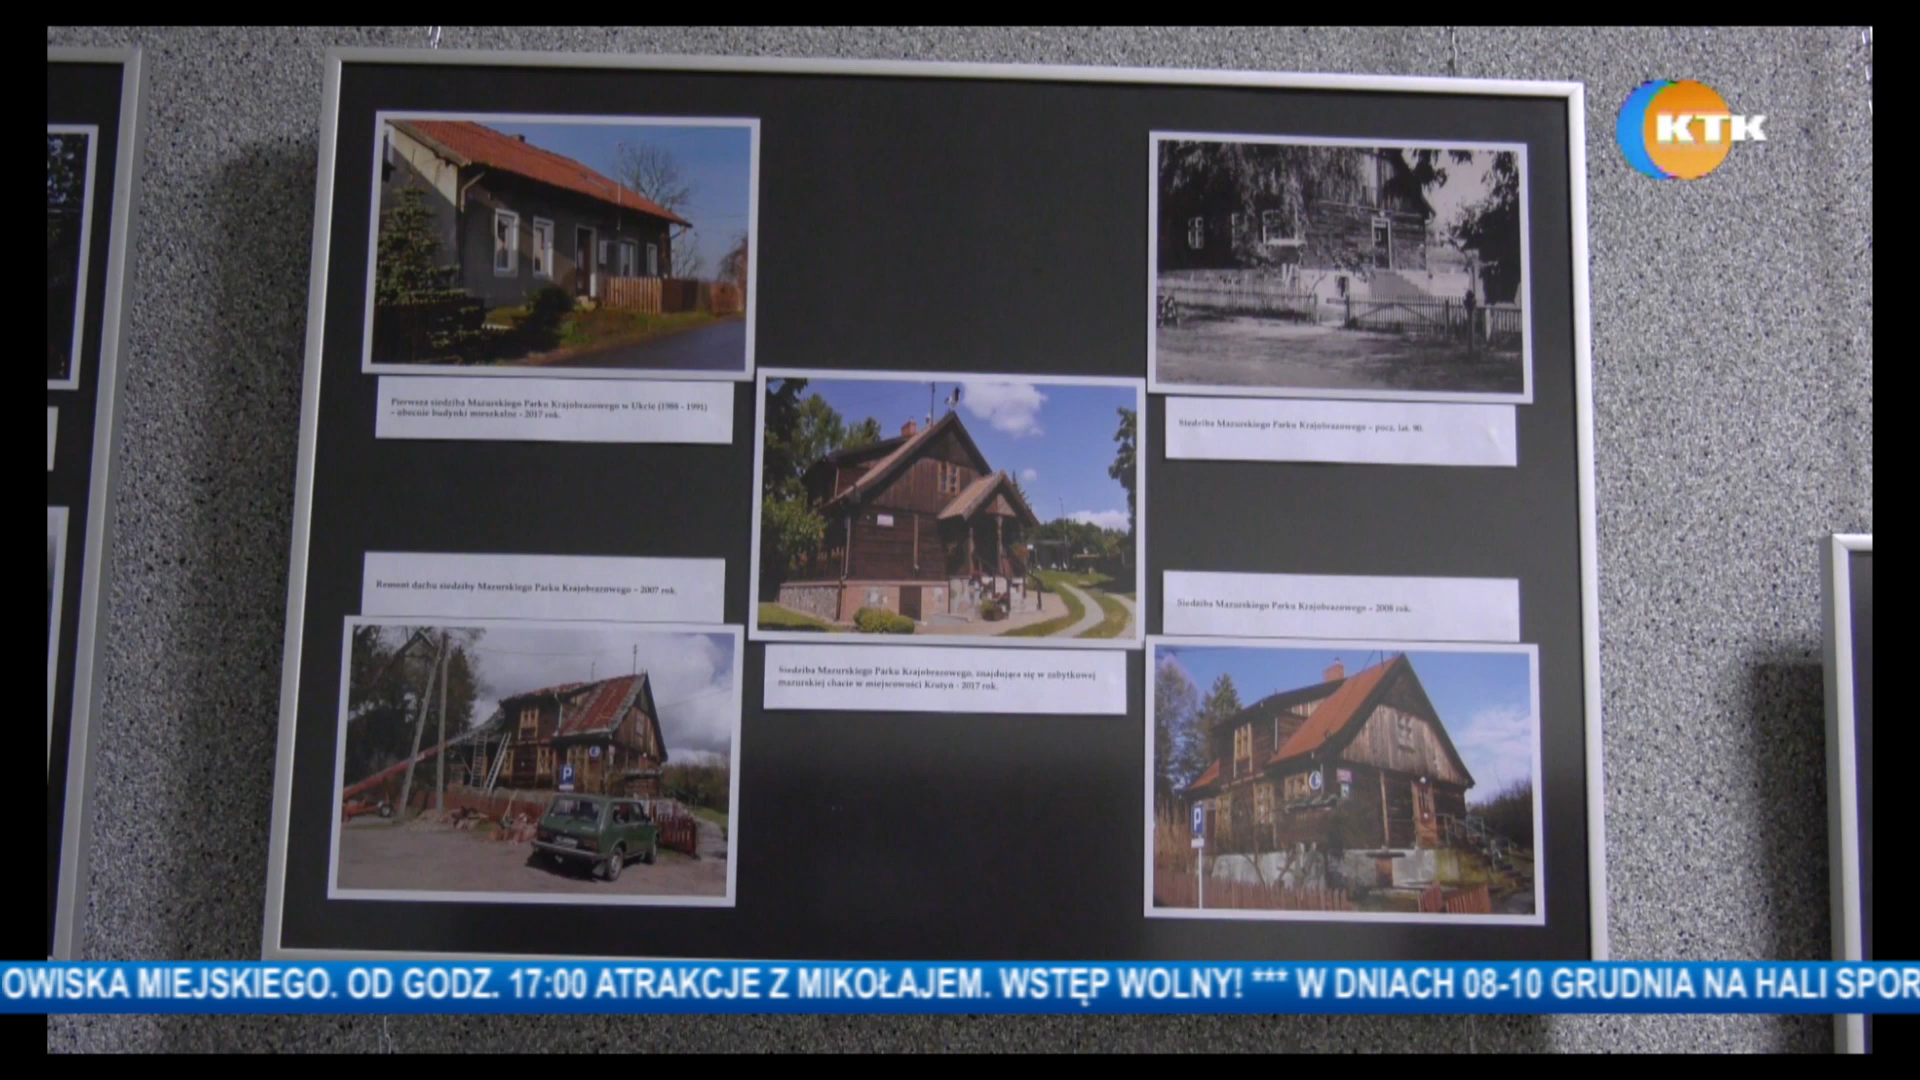 KTK
Pierwsza siedziba Mazurskiego Parku Krajobrazowego w Ukcie (1988 - 1991)
– obecnie budynki mieszkalne - 2017 rok.
Siedziba Mazurskiego Parku Krajobrazowego – pocz. lat. 90.
Remont dachu siedziby Mazurskiego Parku Krajobrazowego – 2007 rok.
Siedziba Mazurskiego Parku Krajobrazowego – 2008 rok.
Siedziba Mazurskiego Parku Krajobrazowego, znajdująca się w zabytkowej
mazurskiej chacie w miejscowości Krutyń - 2017 rok.
P
P
OWISKA MIEJSKIEGO. OD GODZ. 17:00 ATRAKCJE Z MIKOŁAJEM. WSTĘP WOLNY! *** W DNIACH 08-10 GRUDNIA NA HALI SPOR